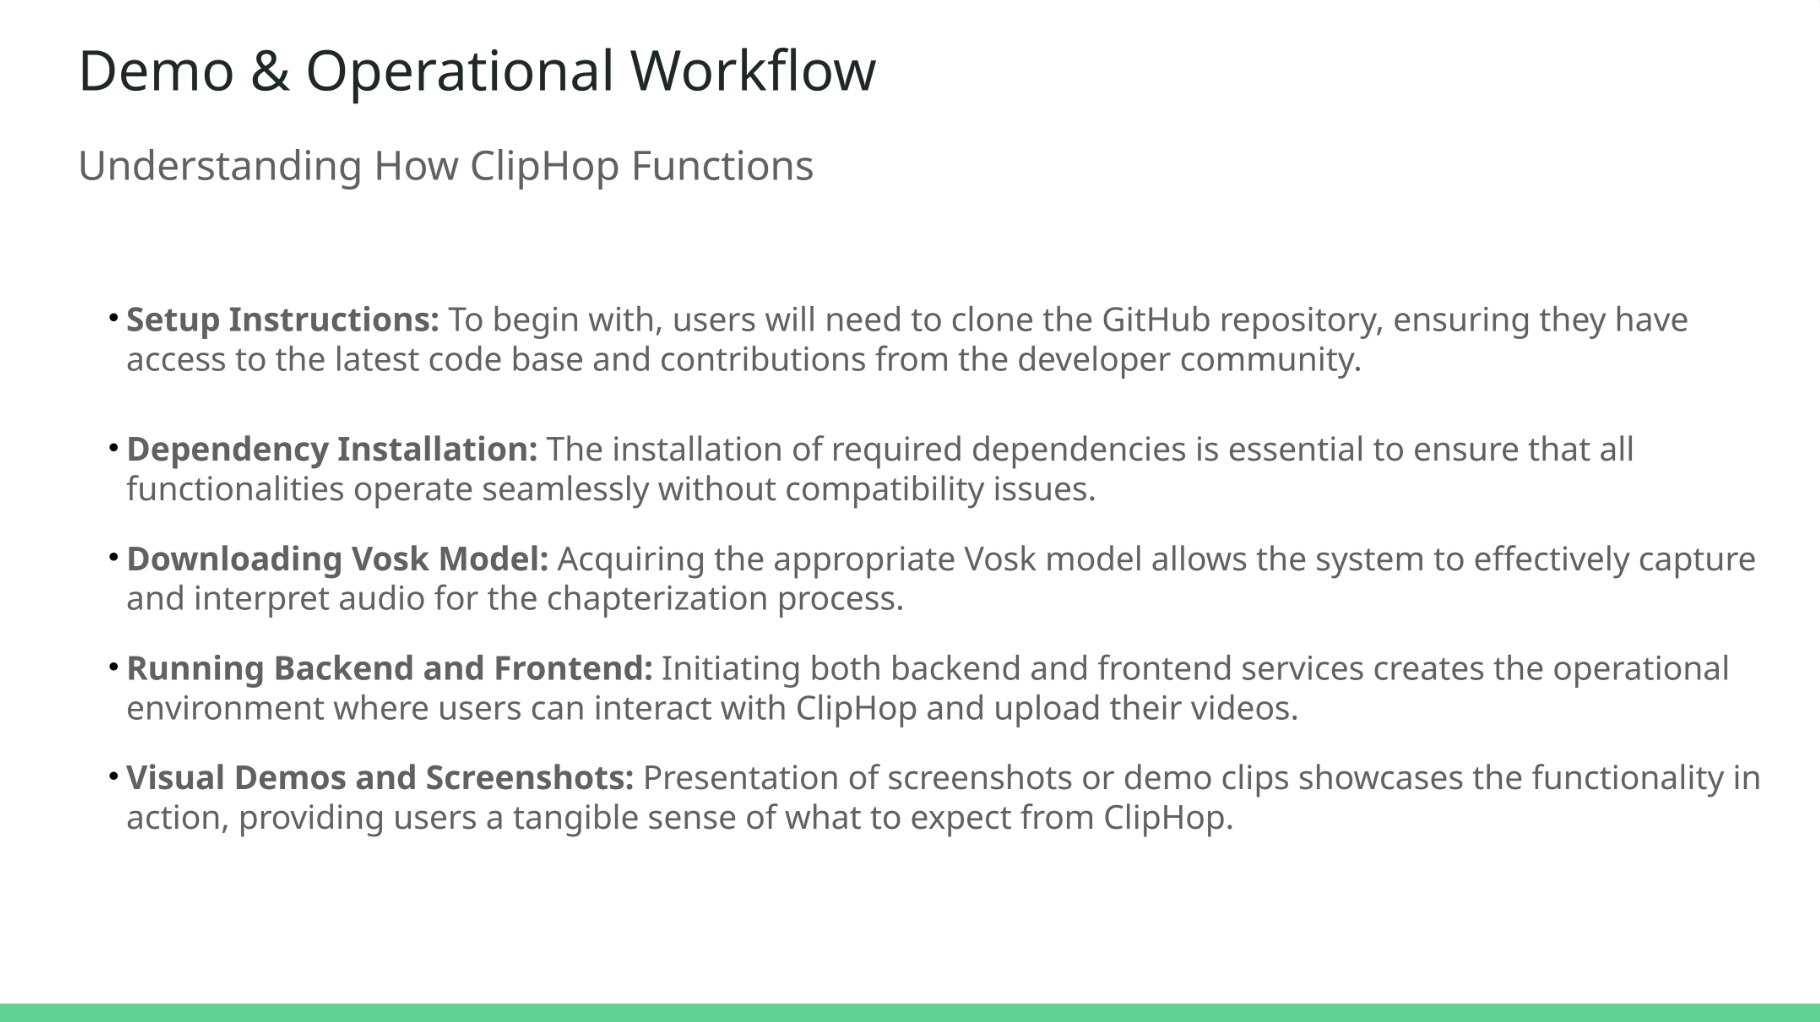 Demo & Operational Workflow
Understanding How ClipHop Functions
• Setup Instructions: To begin with, users will need to clone the GitHub repository, ensuring they have
access to the latest code base and contributions from the developer community.
• Dependency Installation: The installation of required dependencies is essential to ensure that all
functionalities operate seamlessly without compatibility issues.
• Downloading Vosk Model: Acquiring the appropriate Vosk model allows the system to effectively capture
and interpret audio for the chapterization process.
• Running Backend and Frontend: Initiating both backend and frontend services creates the operational
environment where users can interact with ClipHop and upload their videos.
• Visual Demos and Screenshots: Presentation of screenshots or demo clips showcases the functionality in
action, providing users a tangible sense of what to expect from ClipHop.